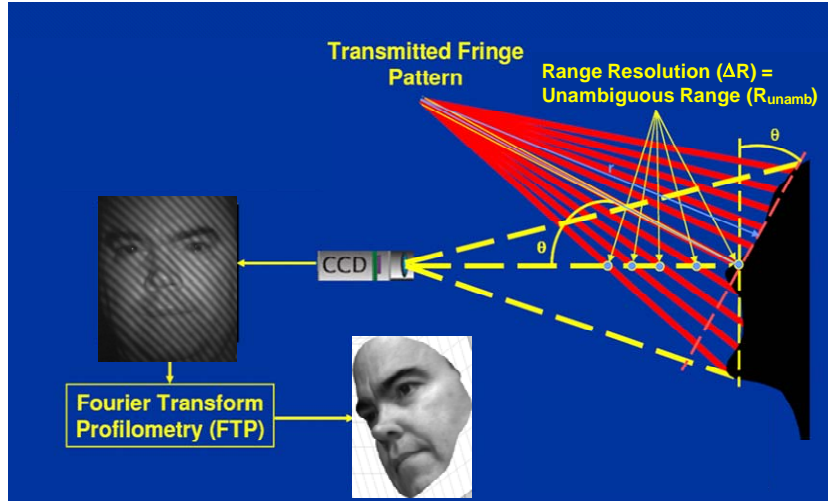 Transmitted Fringe
Pattern
Range Resolution (ΔR) =
Unambiguous Range (Runamb)
θ
r
θ
CCD
Fourier Transform
Profilometry (FTP)